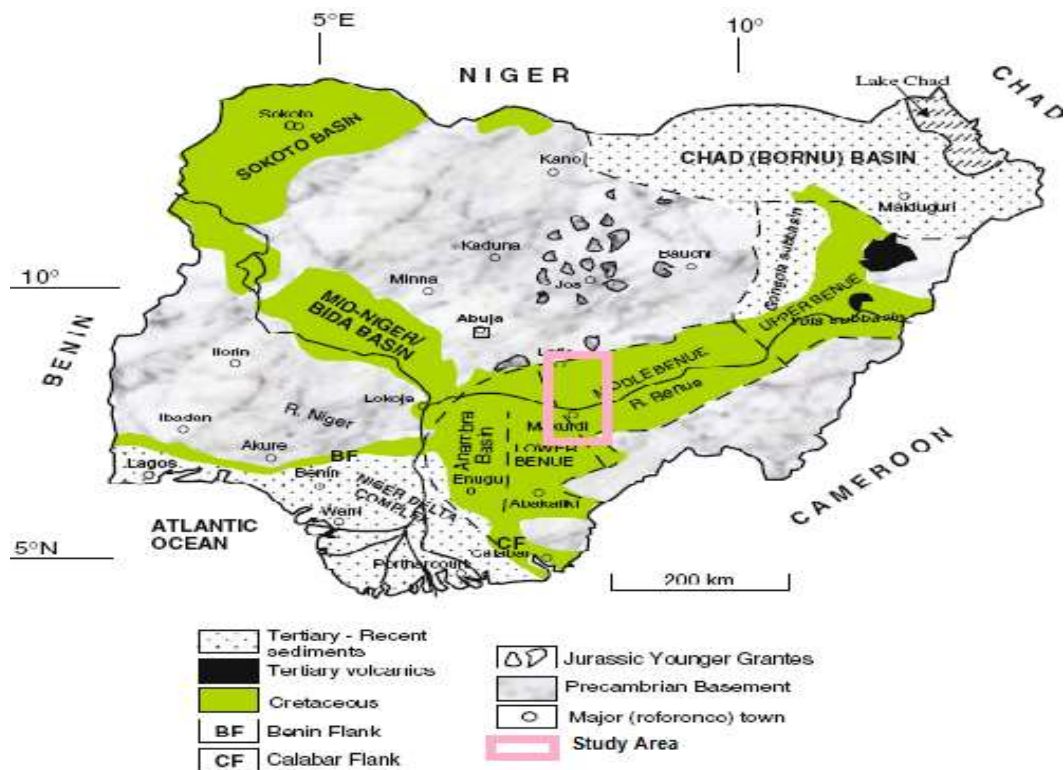 5°E
10°
NIGER
CHAD
Lake Chad
Sokoto
SOKOTO BASIN
Kano
CHAD (BORNU) BASIN
Maiduguri
Kaduna
Bauchi
Minna
Jos
Gongola subbasin
10°
MID-NIGER/
BIDA BASIN
Abuja
UPPER BENUE
Yola subbasin
BENIN
Ilorin
Lafia
MIDDLE BENUE
R. Benue
Lokoja
R. Niger
Ibadan
Makurdi
Akure
BF
Anambra
Basin
LOWER
BENUE
Lagos
Benin
Enugu
Abakaliki
NIGER DELTA
COMPLEX
Warri
CAMEROON
ATLANTIC
OCEAN
CF
Calabar
5°N
Portharcourt
200 km
Tertiary - Recent
sediments
Tertiary volcanics
Cretaceous
BF Benin Flank
CF Calabar Flank
Jurassic Younger Grantes
Precambrian Basement
Major (roforonco) town
Study Area